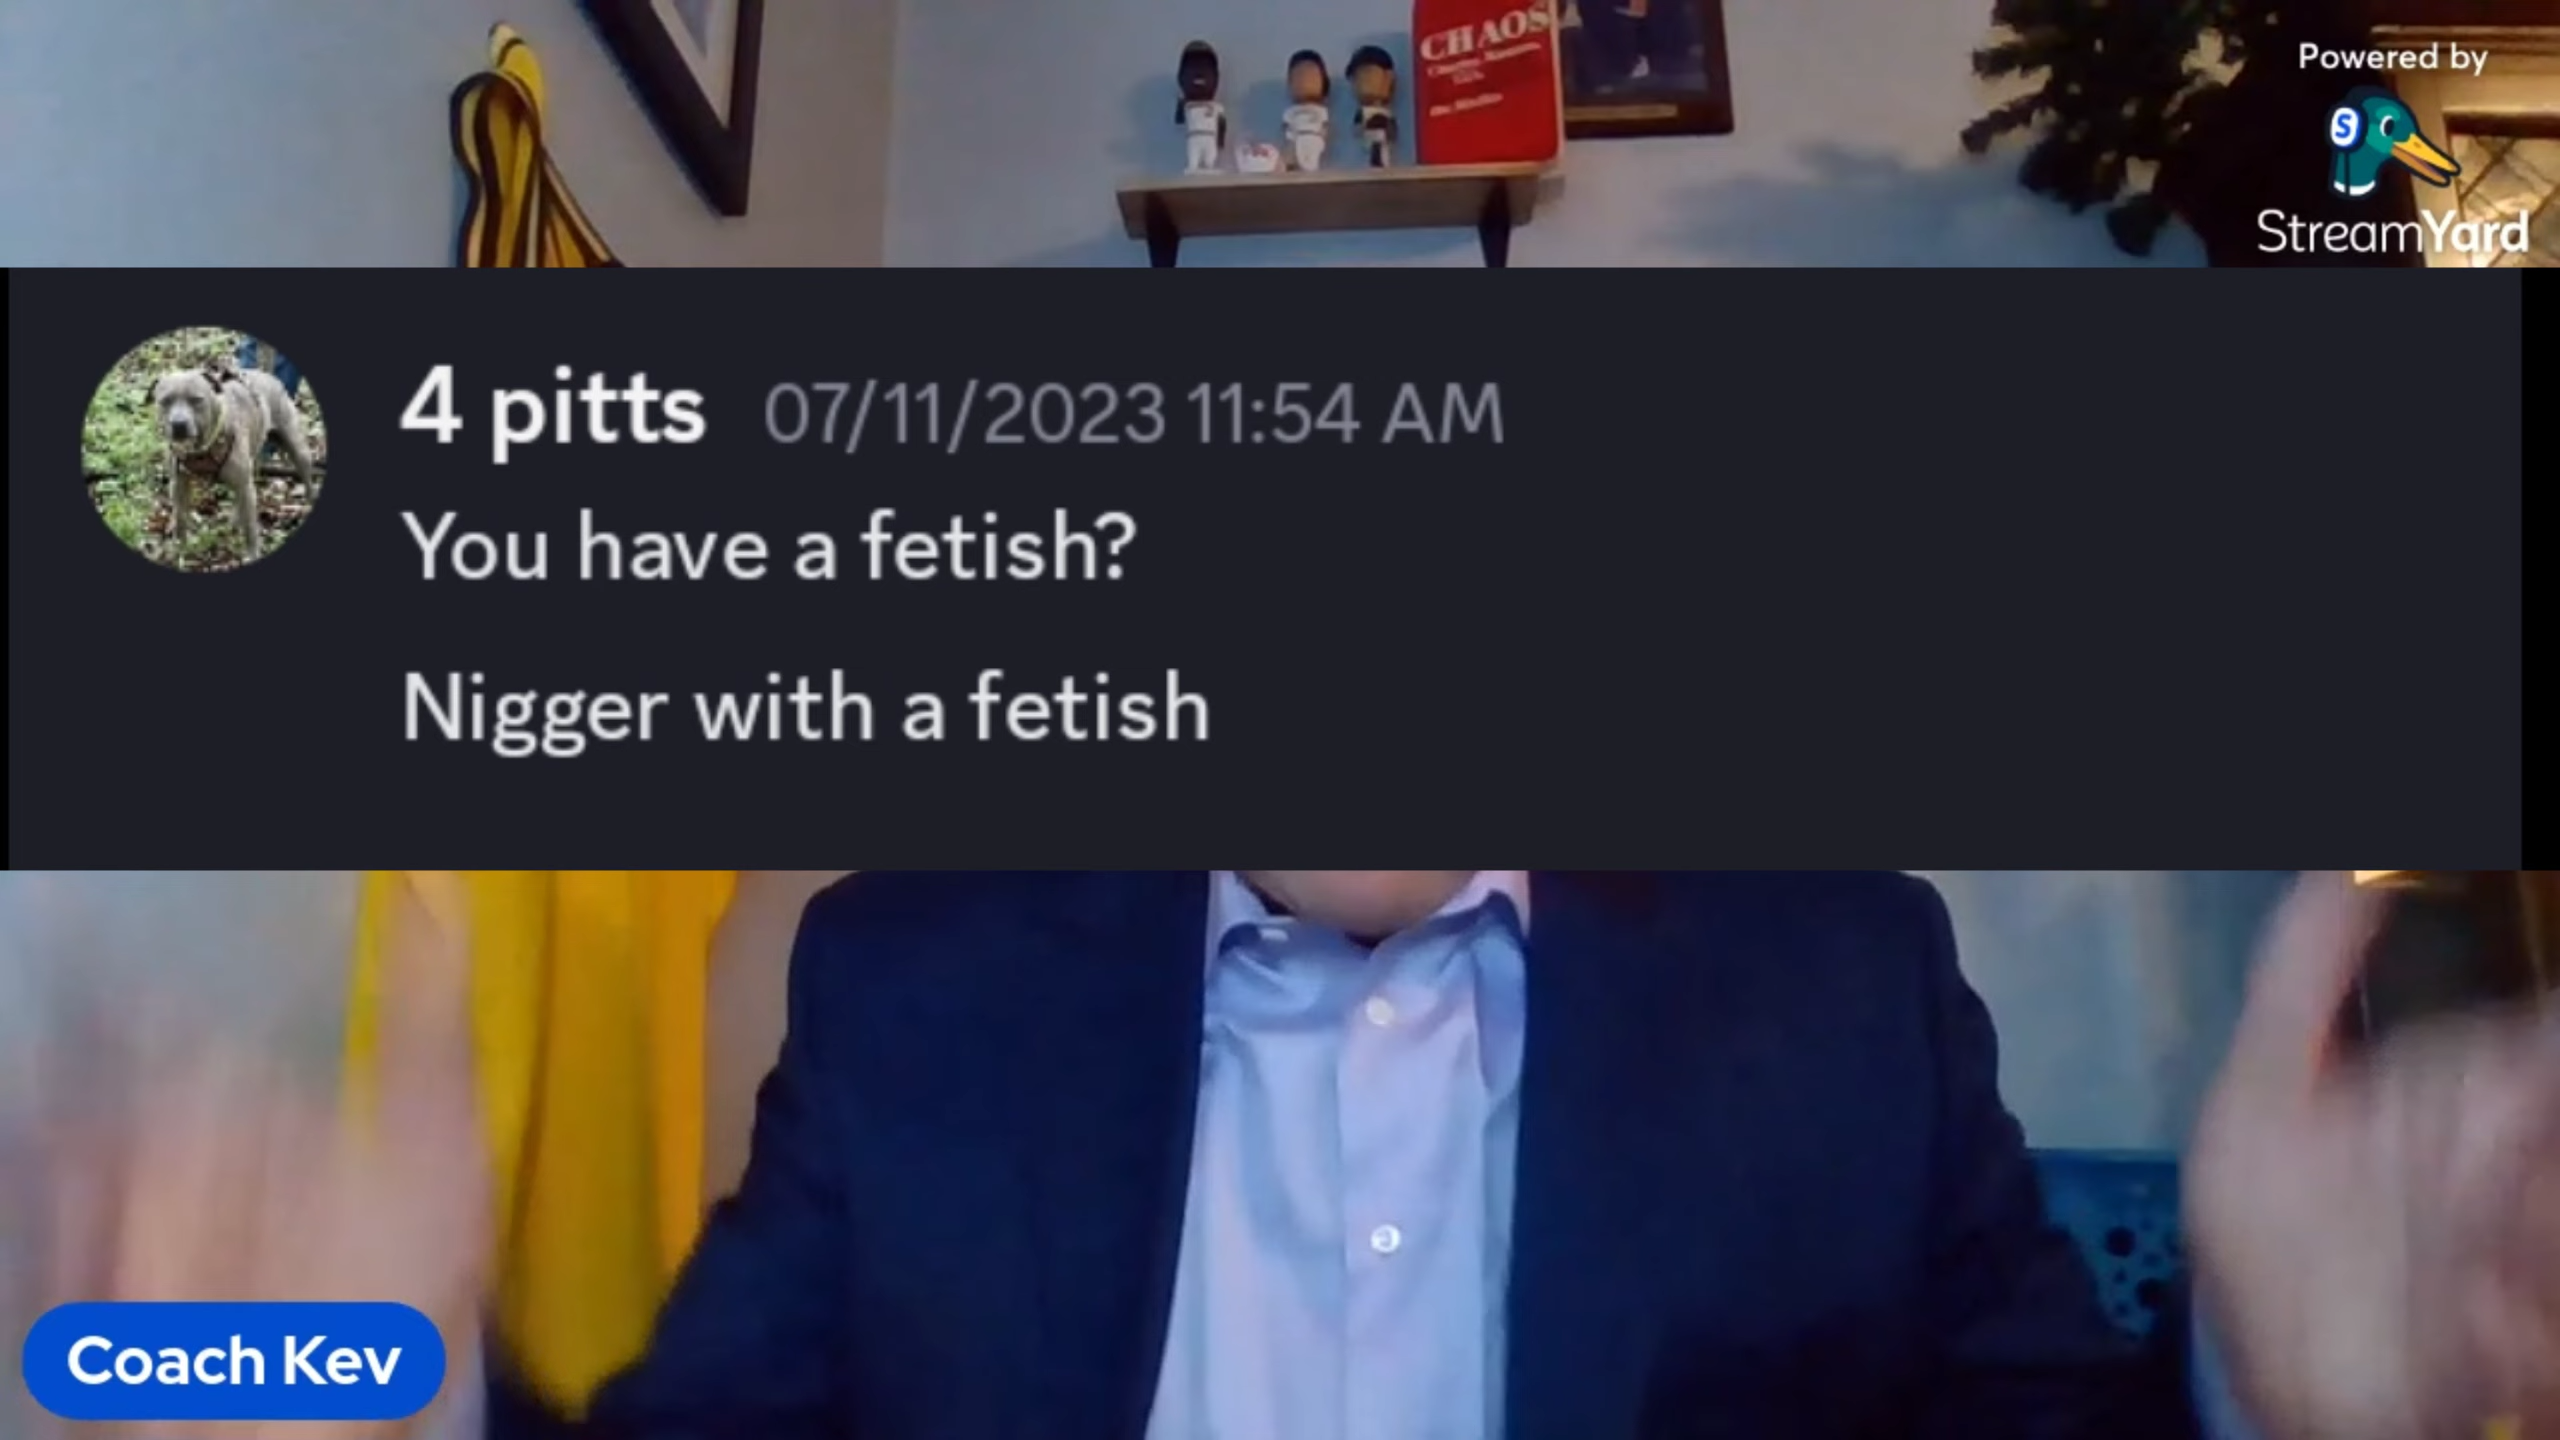 CHAOS
Powered by
S
StreamYard
4 pitts 07/11/2023 11:54 AM
You have a fetish?
Nigger with a fetish
Coach Kev